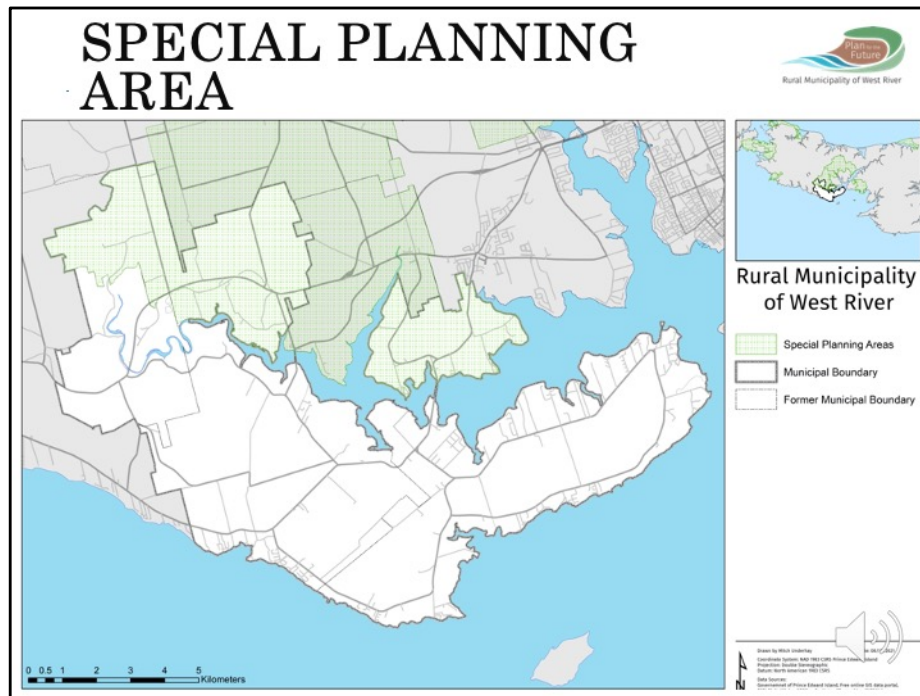 SPECIAL PLANNING
AREA
Plan for the
Future
Rural Municipality of West River
Rural Municipality
of West River
Special Planning Areas
Municipal Boundary
Former Municipal Boundary
0 0.5 1 2 3 4 5
Kilometers
N
Drawn by Mitch Underhay
Coordinate System: NAD 1983 CSRS Prince Edward Island
Projection: Double Stereographic
Datum: North American 1983 CSRS
Data Sources:
Government of Prince Edward Island, Free online GIS data portal,